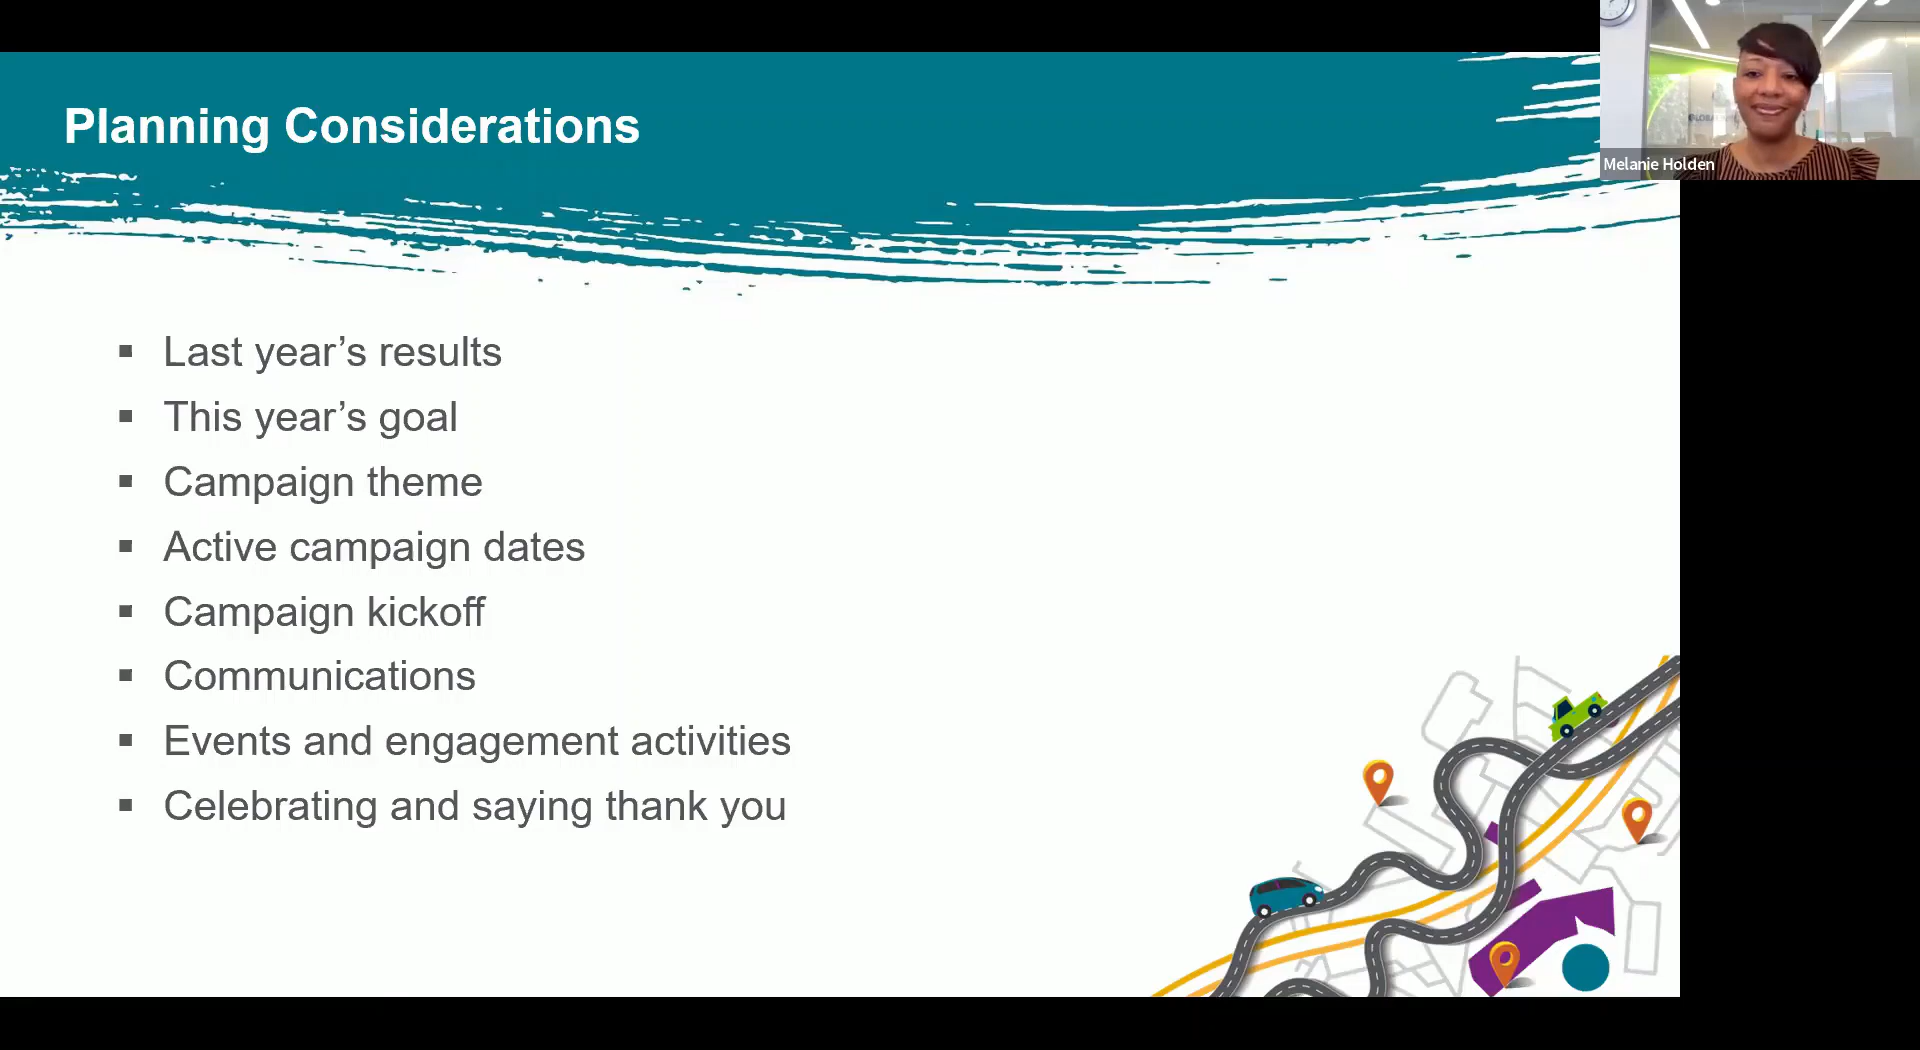 Planning Considerations
Melanie Holden
▪ Last year’s results
▪ This year’s goal
▪ Campaign theme
▪ Active campaign dates
▪ Campaign kickoff
▪ Communications
▪ Events and engagement activities
▪ Celebrating and saying thank you